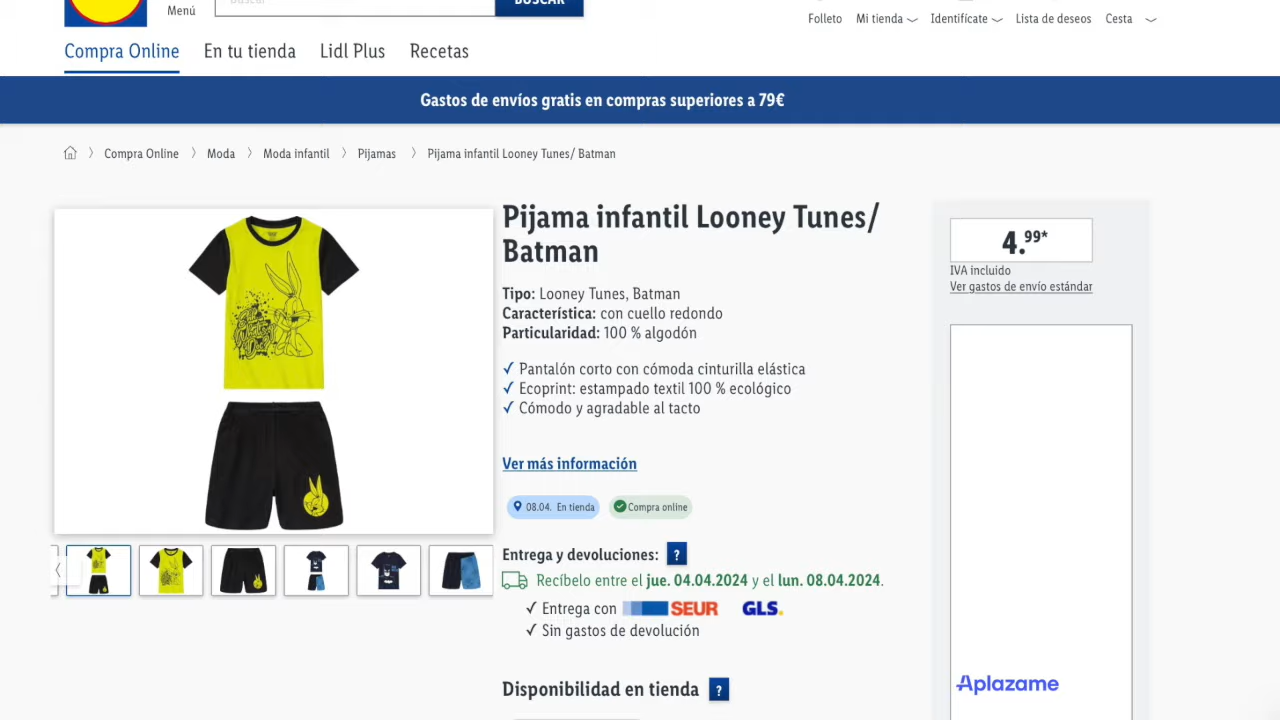 Menú
BUSCAR
Folleto
Mi tienda
Identifícate
Lista de deseos
Cesta
Compra Online
En tu tienda
Lidl Plus
Recetas
Gastos de envíos gratis en compras superiores a 79€
Compra Online
Moda
Moda infantil
Pijamas
Pijama infantil Looney Tunes/ Batman
Pijama infantil Looney Tunes/
Batman
Tipo: Looney Tunes, Batman
Característica: con cuello redondo
Particularidad: 100 % algodón
✓ Pantalón corto con cómoda cinturilla elástica
✓ Ecoprint: estampado textil 100 % ecológico
✓ Cómodo y agradable al tacto
Ver más información
08.04. En tienda
Compra online
Entrega y devoluciones: ?
Recíbelo entre el jue. 04.04.2024 y el lun. 08.04.2024.
✓ Entrega con SEUR GLS.
✓ Sin gastos de devolución
Disponibilidad en tienda ?
4.99*
IVA incluido
Ver gastos de envío estándar
Aplazame